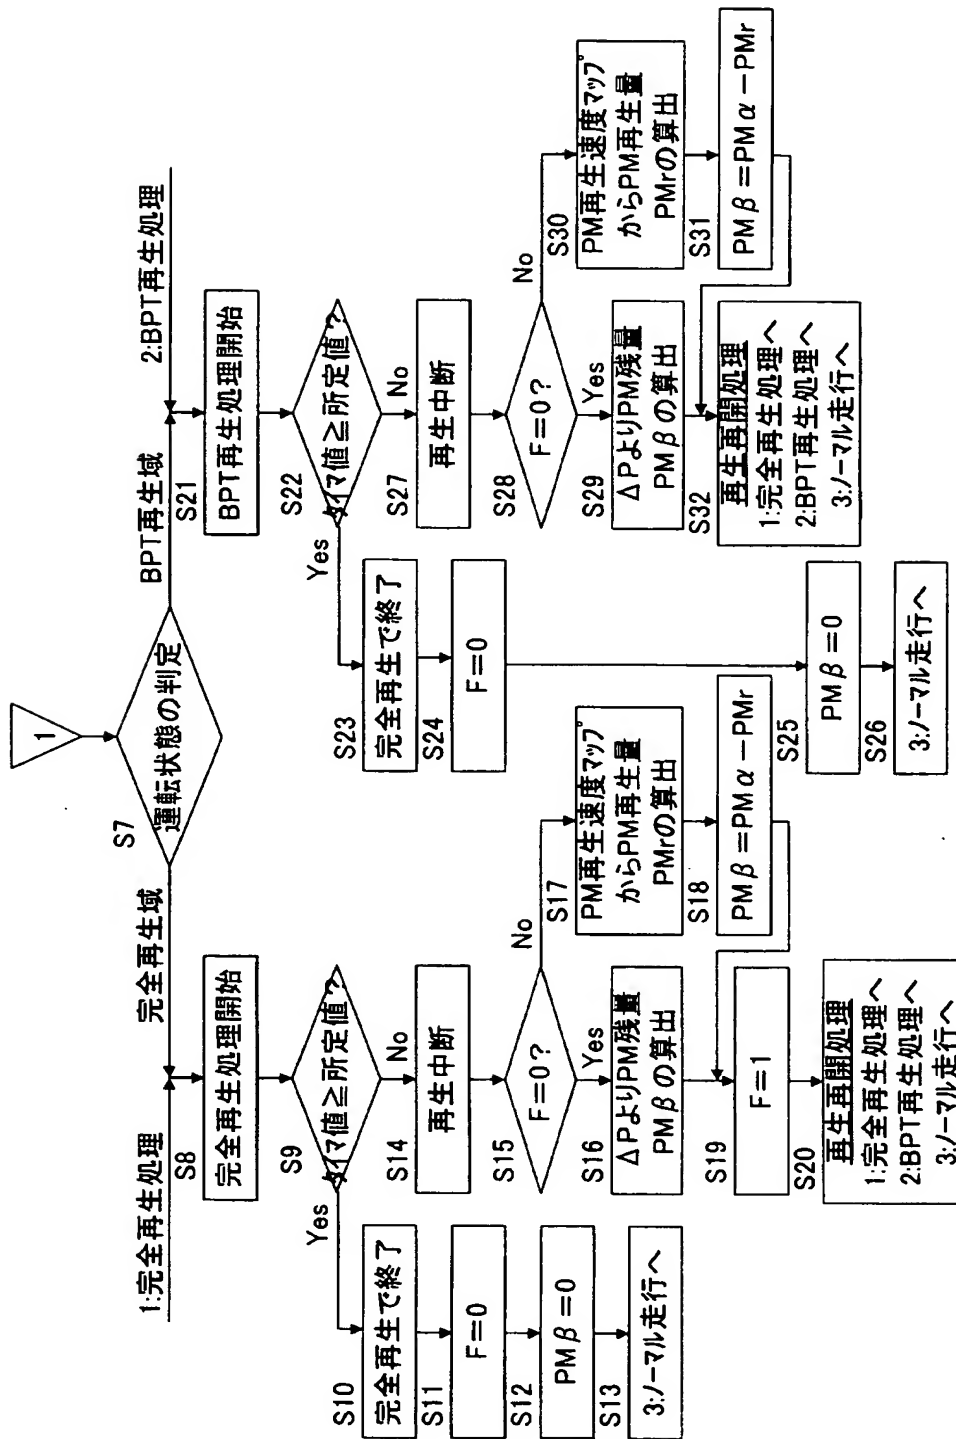 1
S7
運転状態の判定
完全再生域
BPT再生域
1:完全再生処理
2:BPT再生処理
S8
完全再生処理開始
S9
タイマ値≧所定値?
Yes
No
S10
完全再生で終了
S11
F=0
S12
PMβ=0
S13
3:ノーマル走行へ
S14
再生中断
S15
F=0?
Yes
No
S16
ΔPよりPM残量
PMβの算出
S17
PM再生速度マップ
からPM再生量
PMrの算出
S18
PMβ=PMα-PMr
S19
F=1
S20
再生再開処理
1:完全再生処理へ
2:BPT再生処理へ
3:ノーマル走行へ
S21
BPT再生処理開始
S22
タイマ値≧所定値?
Yes
No
S23
完全再生で終了
S24
F=0
S25
PMβ=0
S26
3:ノーマル走行へ
S27
再生中断
S28
F=0?
Yes
No
S29
ΔPよりPM残量
PMβの算出
S30
PM再生速度マップ
からPM再生量
PMrの算出
S31
PMβ=PMα-PMr
S32
再生再開処理
1:完全再生処理へ
2:BPT再生処理へ
3:ノーマル走行へ